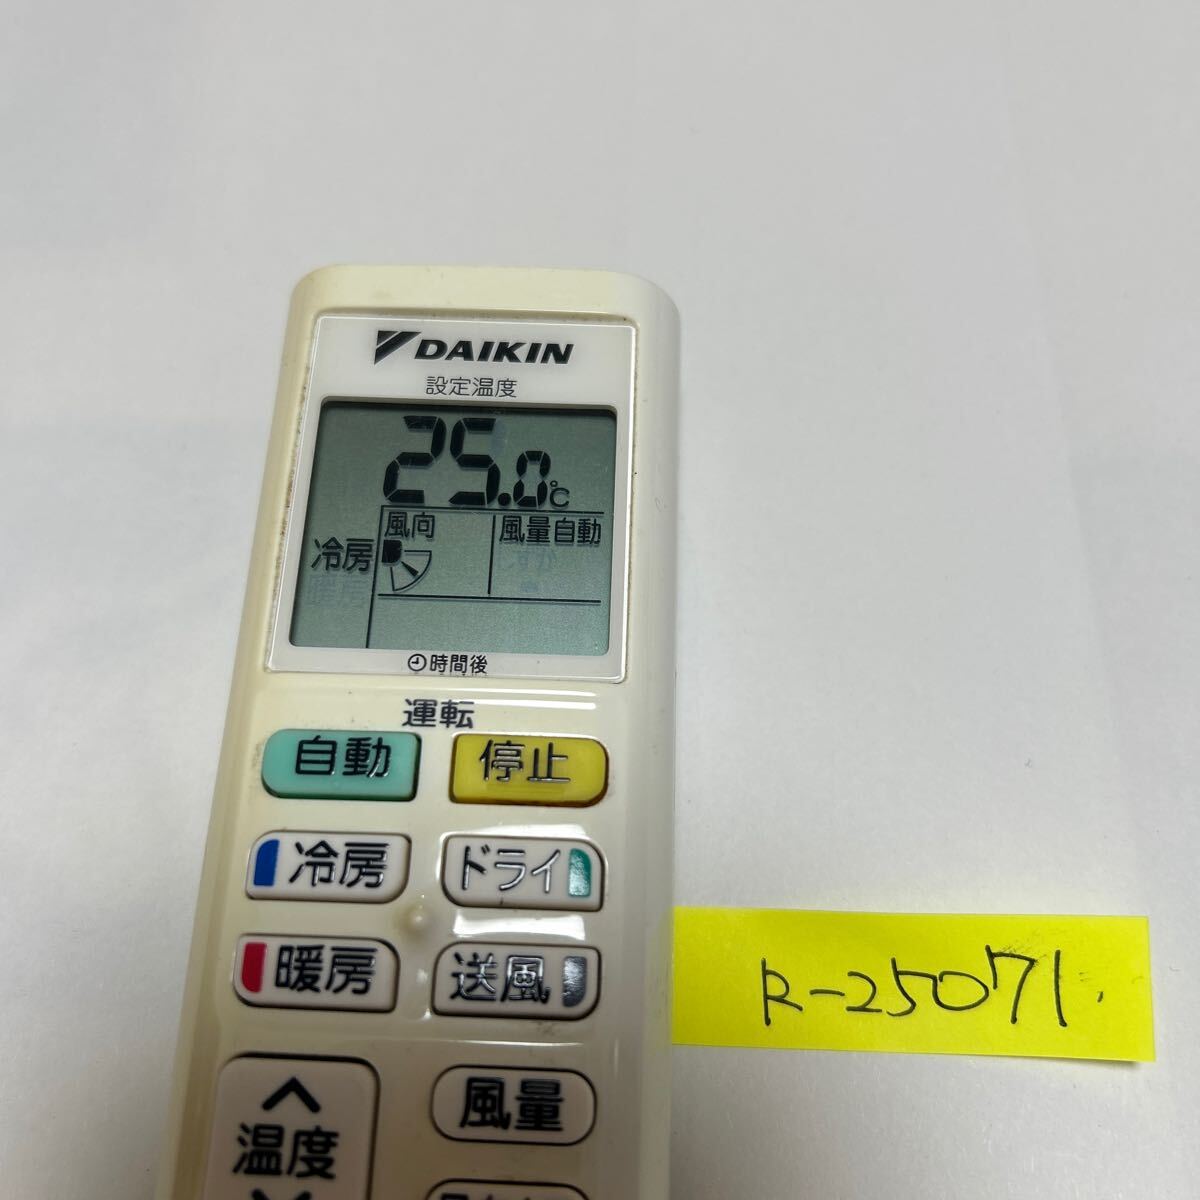 DAIKIN
設定温度
25.0℃
風向
風量自動
冷房
時間後
運転
自動
停止
冷房
ドライ
暖房
送風
温度
風量
R-25071.